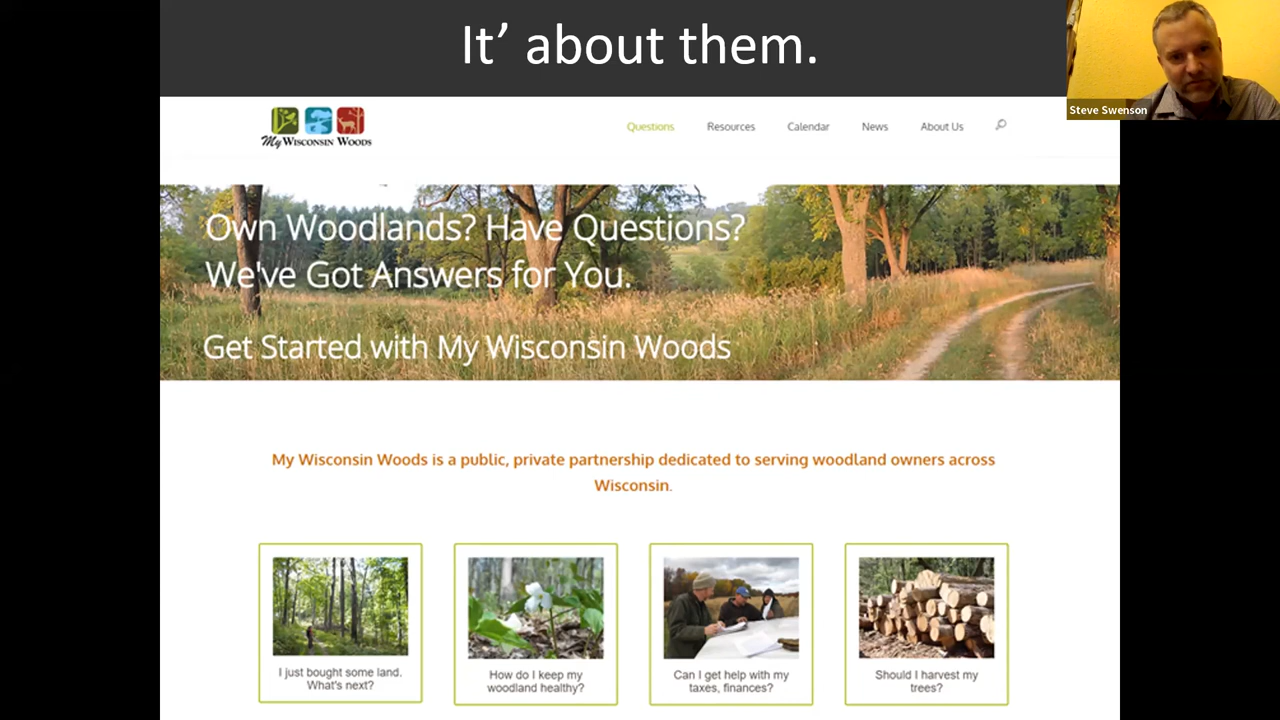 It’ about them.
Steve Swenson
My WISCONSIN WOODS
Questions Resources Calendar News About Us
Own Woodlands? Have Questions?
We've Got Answers for You.
Get Started with My Wisconsin Woods
My Wisconsin Woods is a public, private partnership dedicated to serving woodland owners across
Wisconsin.
I just bought some land.
What's next?
How do I keep my
woodland healthy?
Can I get help with my
taxes, finances?
Should I harvest my
trees?